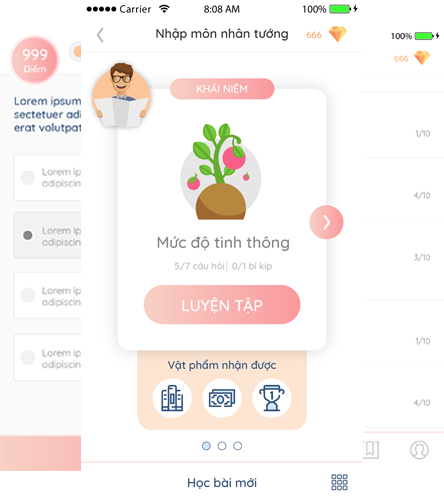 Carrier 8:08 AM 100%
Nhập môn nhân tướng 666
KHÁI NIỆM
Mức độ tinh thông
5/7 câu hỏi | 0/1 bí kíp
LUYỆN TẬP
Vật phẩm nhận được
1
Học bài mới
999
Điểm
Lorem ipsum
sectetuer adi
erat volutpat
Lorem ip
adipiscin
Lorem ip
adipiscin
Lorem ip
adipiscin
Lorem ip
adipiscin
100%
666
1/10
4/10
3/10
1/10
4/10